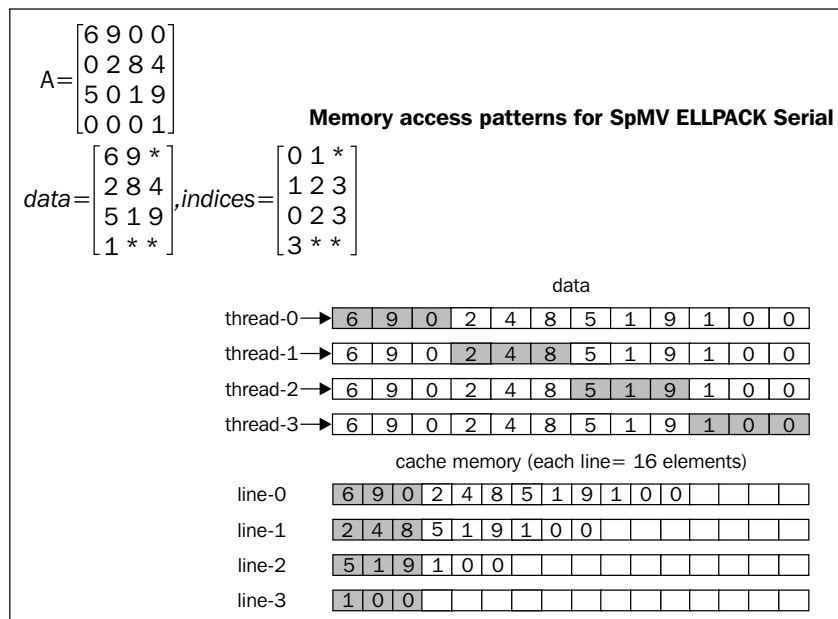 A=[6 9 0 0
0 2 8 4
5 0 1 9
0 0 0 1]
Memory access patterns for SpMV ELLPACK Serial
data=[6 9 *
2 8 4
5 1 9
1 * *]
,indices=[0 1 *
1 2 3
0 2 3
3 * *]
data
thread-0 6 9 0 2 4 8 5 1 9 1 0 0
thread-1 6 9 0 2 4 8 5 1 9 1 0 0
thread-2 6 9 0 2 4 8 5 1 9 1 0 0
thread-3 6 9 0 2 4 8 5 1 9 1 0 0
cache memory (each line= 16 elements)
line-0 6 9 0 2 4 8 5 1 9 1 0 0
line-1 2 4 8 5 1 9 1 0 0
line-2 5 1 9 1 0 0
line-3 1 0 0